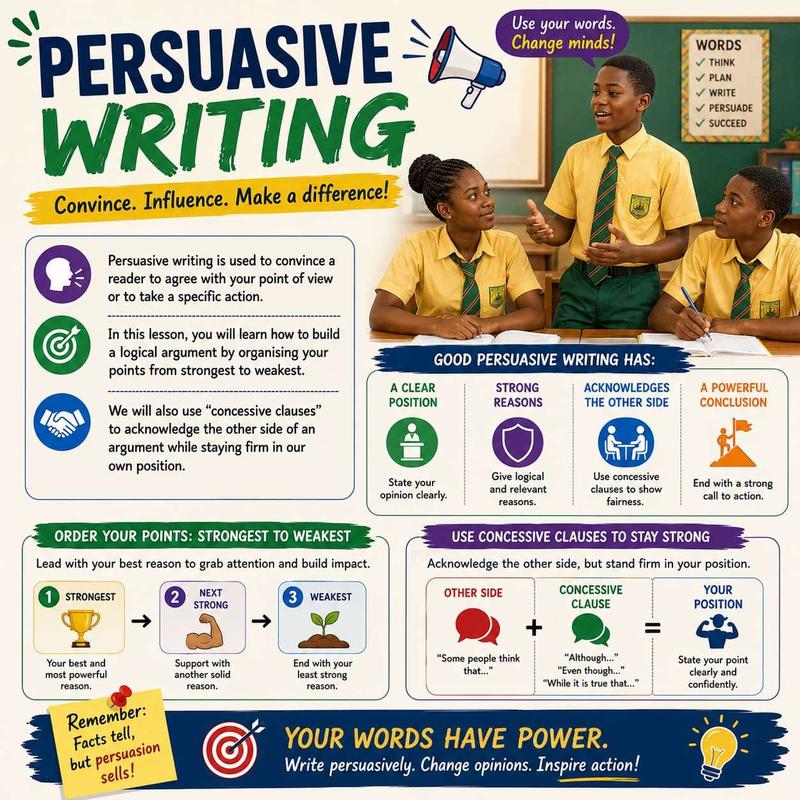 PERSUASIVE
WRITING
Convince. Influence. Make a difference!
Use your words.
Change minds!
WORDS
✓ THINK
✓ PLAN
✓ WRITE
✓ PERSUADE
✓ SUCCEED
Persuasive writing is used to convince a
reader to agree with your point of view
or to take a specific action.
In this lesson, you will learn how to build
a logical argument by organising your
points from strongest to weakest.
We will also use “concessive clauses”
to acknowledge the other side of an
argument while staying firm in our
own position.
GOOD PERSUASIVE WRITING HAS:
A CLEAR
POSITION
State your
opinion clearly.
STRONG
REASONS
Give logical
and relevant
reasons.
ACKNOWLEDGES
THE OTHER SIDE
Use concessive
clauses to show
fairness.
A POWERFUL
CONCLUSION
End with a strong
call to action.
ORDER YOUR POINTS: STRONGEST TO WEAKEST
Lead with your best reason to grab attention and build impact.
1 STRONGEST
Your best and
most powerful
reason.
2 NEXT
STRONG
Support with
another solid
reason.
3 WEAKEST
End with your
least strong
reason.
USE CONCESSIVE CLAUSES TO STAY STRONG
Acknowledge the other side, but stand firm in your position.
OTHER SIDE
“Some people think
that...”
+
CONCESSIVE
CLAUSE
“Although...”
“Even though...”
“While it is true that...”
=
YOUR
POSITION
State your point
clearly and
confidently.
Remember:
Facts tell,
but persuasion
sells!
YOUR WORDS HAVE POWER.
Write persuasively. Change opinions. Inspire action!